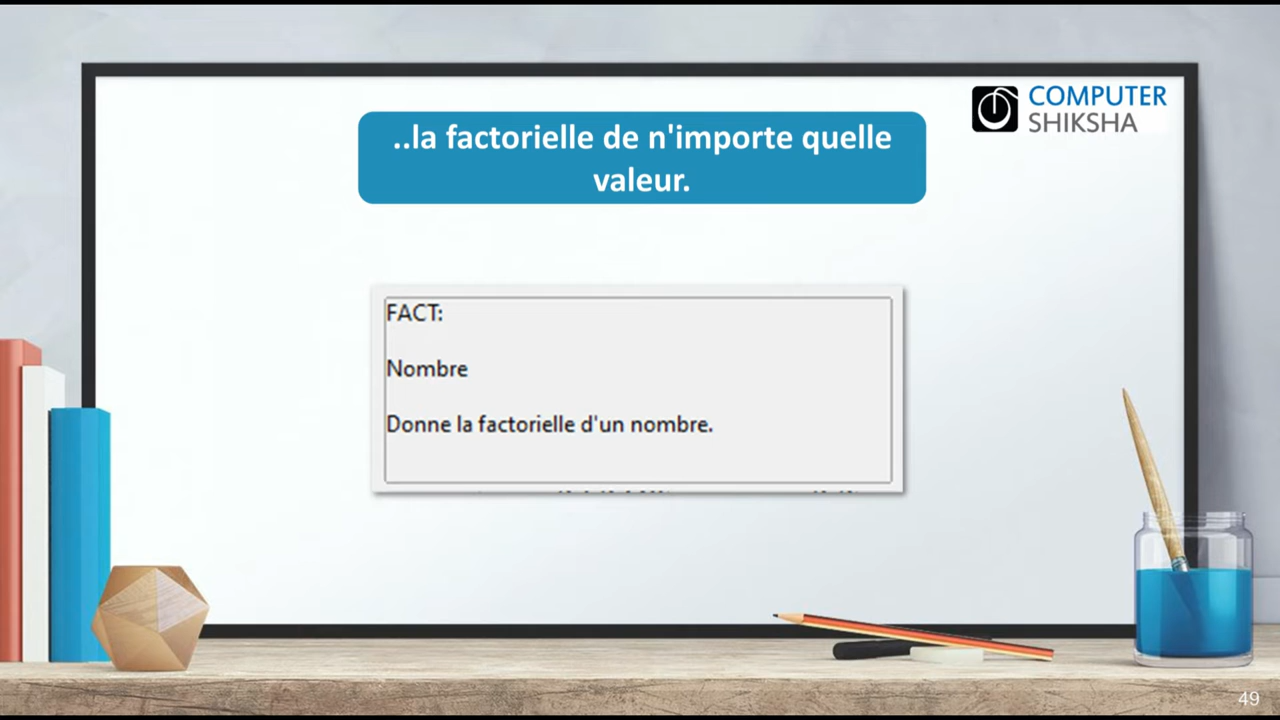 COMPUTER
SHIKSHA
..la factorielle de n'importe quelle
valeur.
FACT:
Nombre
Donne la factorielle d'un nombre.
49